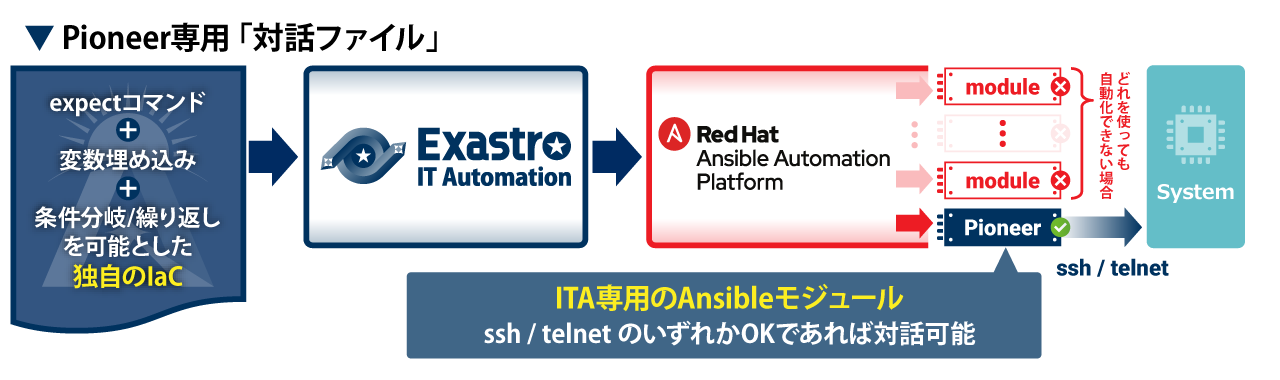 ▼ Pioneer専用「対話ファイル」
expectコマンド
+
変数埋め込み
+
条件分岐/繰り返し
を可能とした
独自のIaC
Exastro
IT Automation
Red Hat
Ansible Automation
Platform
module
module
Pioneer
どれを使っても
自動化できない場合
System
ssh / telnet
ITA専用のAnsibleモジュール
ssh / telnet のいずれかOKであれば対話可能